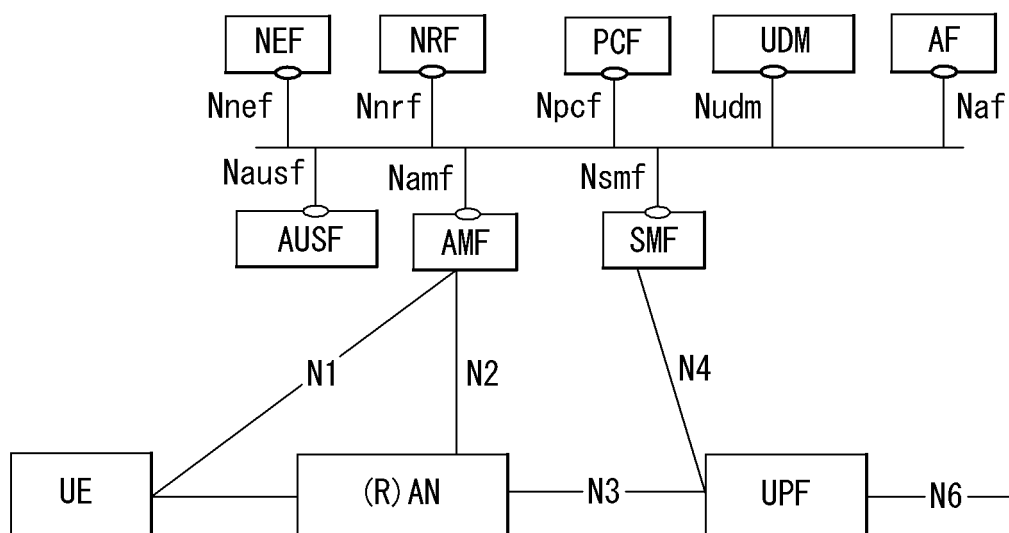 NEF NRF PCF UDM AF
Nnef Nnrf Npcf Nudm Naf
Nausf Namf Nsmf
AUSF AMF SMF
N1 N2 N4
UE (R)AN N3 UPF N6